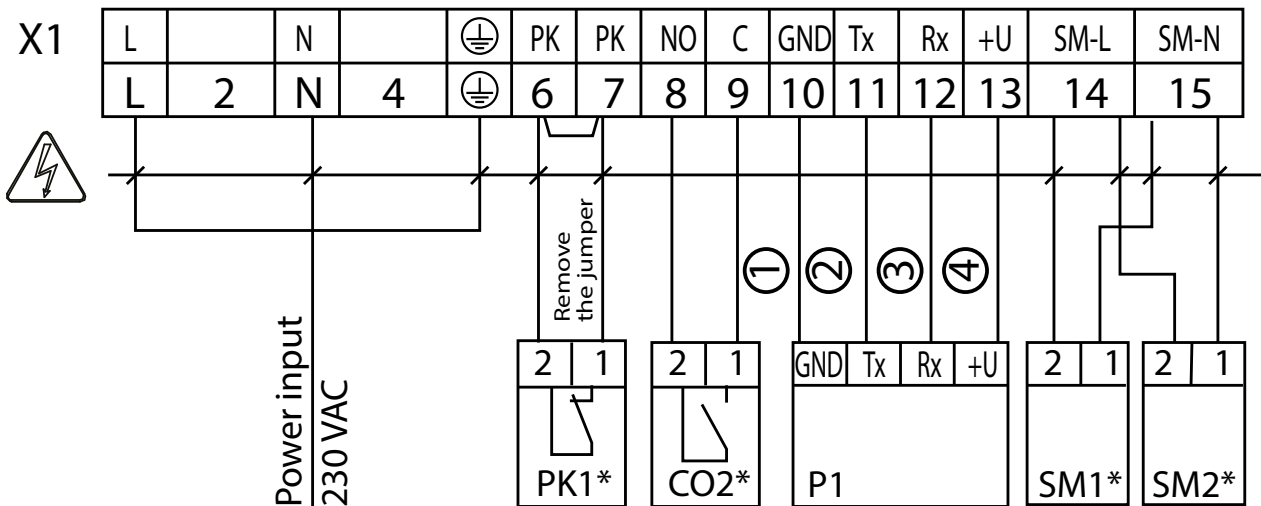 X1 L N PK PK NO C GND Tx Rx +U SM-L SM-N
L 2 N 4 6 7 8 9 10 11 12 13 14 15
Remove
the jumper
1 2 3 4
Power input
230 VAC
2 1 2 1 GND Tx Rx +U 2 1 2 1
PK1* CO2* P1 SM1* SM2*